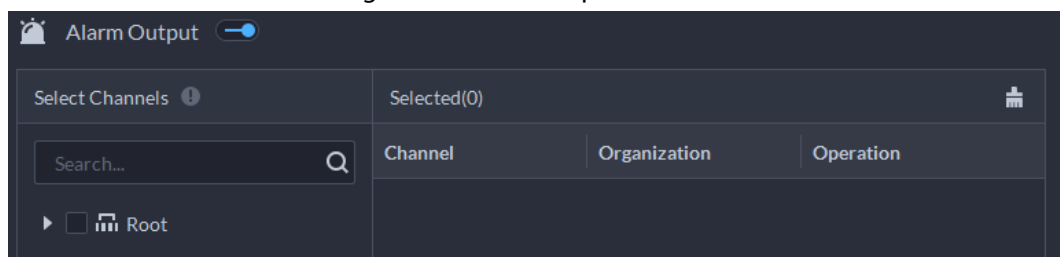 Alarm Output
Select Channels
Selected(0)
Search...
Channel Organization Operation
Root